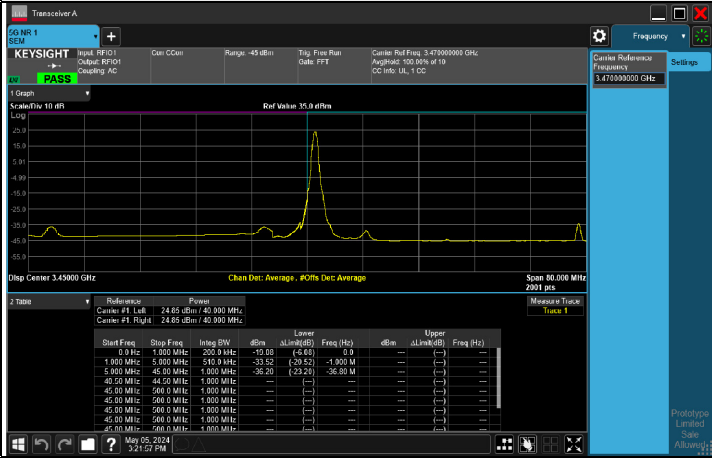 Transceiver A
5G NR 1
SEM
+
Frequency
KEYSIGHT
Input: RFIO1
Output: RFIO1
Coupling: AC
Corr CCorr
Range: -45 dBm
Trig: Free Run
Gate: FFT
Carrier Ref Freq: 3.470000000 GHz
Avg|Hold: 100.00% of 10
CC Info: UL, 1 CC
PASS
Carrier Reference
Frequency
3.470000000 GHz
Settings
1 Graph
Scale/Div 10 dB
Ref Value 35.0 dBm
Log
25.0
15.0
5.00
-15.0
-25.0
-35.0
-45.0
-55.0
Disp Center 3.45000 GHz
Chan Det: Average , #Offs Det: Average
Span 80.000 MHz
2001 pts
2 Table
Reference Power
Carrier #1, Left 24.85 dBm / 40.000 MHz
Carrier #1, Right 24.85 dBm / 40.000 MHz
Measure Trace
Trace 1
Lower Upper
Start Freq Stop Freq Integ BW dBm ΔLimit(dB) Freq (Hz) dBm ΔLimit(dB) Freq (Hz)
0.0 Hz 1.000 MHz 200.0 kHz -19.08 (-6.08) 0.0 --- (---) ---
1.000 MHz 5.000 MHz 510.0 kHz -33.52 (-20.52) -1.000 M --- (---) ---
5.000 MHz 45.00 MHz 1.000 MHz -36.20 (-23.20) -36.80 M --- (---) ---
40.50 MHz 44.50 MHz 1.000 MHz --- (---) --- --- (---) ---
45.00 MHz 500.0 MHz 1.000 MHz --- (---) --- --- (---) ---
45.00 MHz 500.0 MHz 1.000 MHz --- (---) --- --- (---) ---
45.00 MHz 500.0 MHz 1.000 MHz --- (---) --- --- (---) ---
45.00 MHz 500.0 MHz 1.000 MHz --- (---) --- --- (---) ---
45.00 MHz 500.0 MHz 1.000 MHz --- (---) --- --- (---) ---
Prototype
Limited
Sale
Allowed
?
May 05, 2024
3:21:57 PM